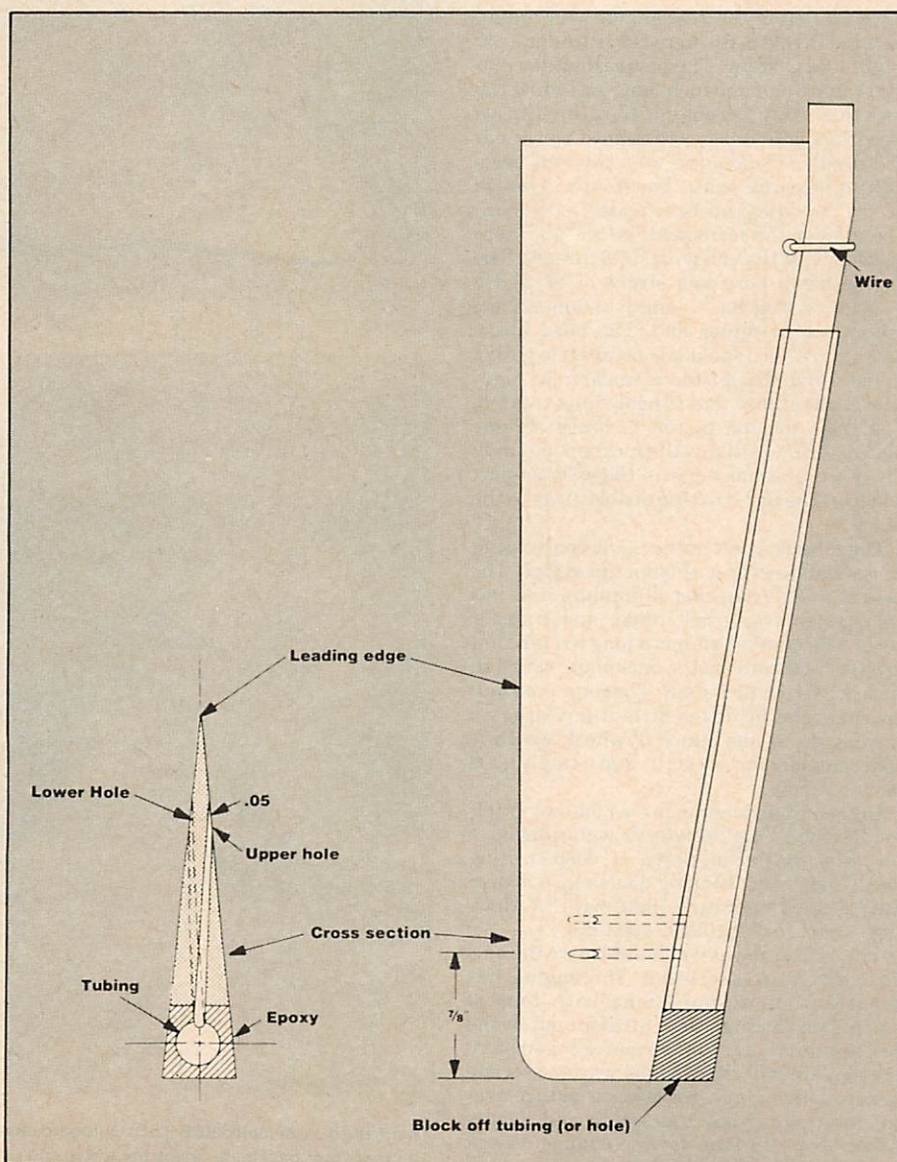 Wire
Leading edge
Lower Hole
.05
Upper hole
Cross section
Tubing
Epoxy
7/8"
Block off tubing (or hole)